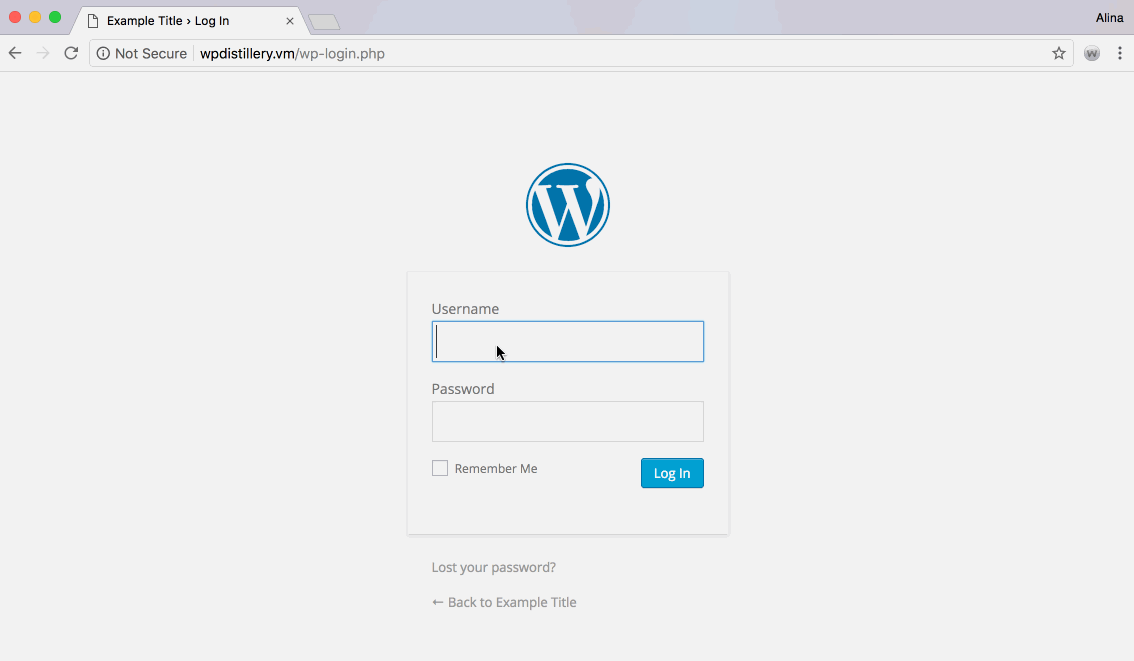 Example Title › Log In
Alina
Not Secure wpdistillery.vm/wp-login.php
W
W
Username
Password
Remember Me
Log In
Lost your password?
← Back to Example Title